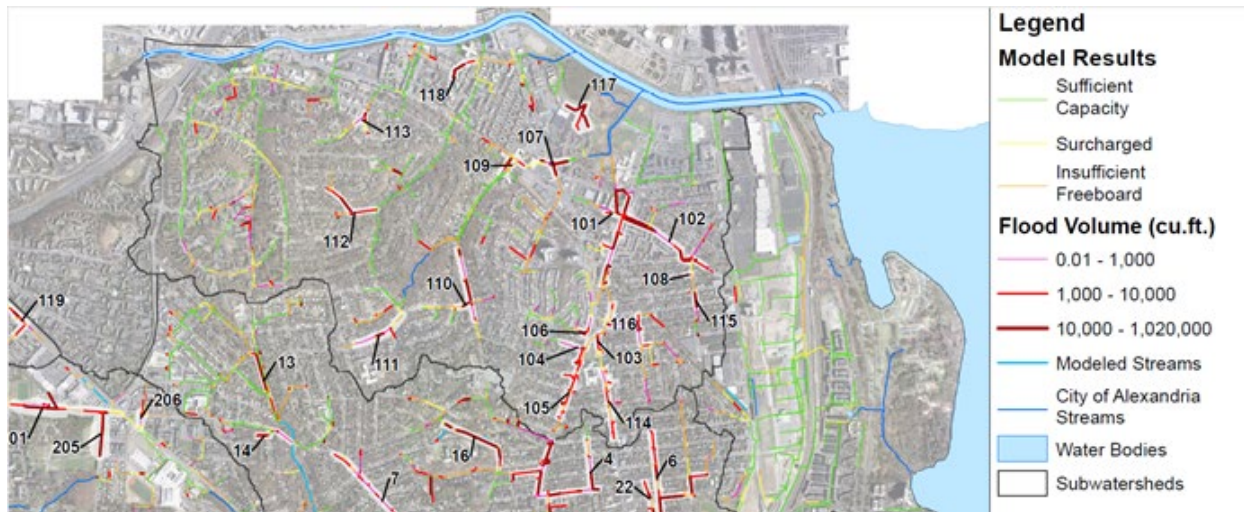 Legend
Model Results
Sufficient
Capacity
Surcharged
Insufficient
Freeboard
Flood Volume (cu.ft.)
0.01 - 1,000
1,000 - 10,000
10,000 - 1,020,000
Modeled Streams
City of Alexandria
Streams
Water Bodies
Subwatersheds
118
117
113
107
109
101
102
112
108
110
119
106
116
115
111
104
103
13
105
206
114
01
205
14
16
4
6
7
22